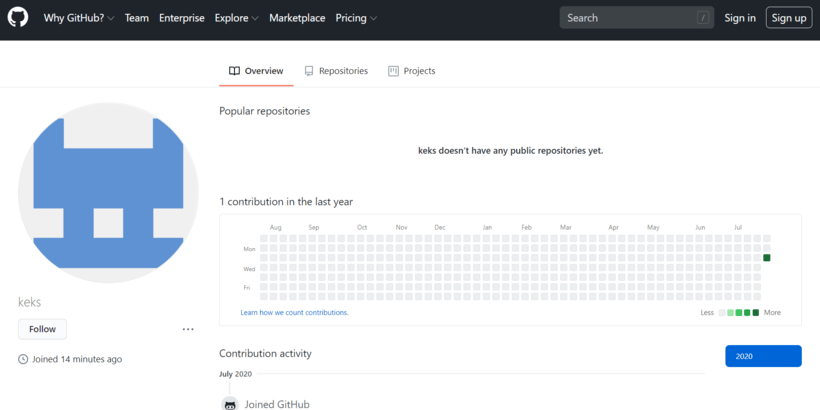 Why GitHub? Team Enterprise Explore Marketplace Pricing Search / Sign in Sign up
Overview Repositories Projects
Popular repositories
keks doesn't have any public repositories yet.
1 contribution in the last year
Aug Sep Oct Nov Dec Jan Feb Mar Apr May Jun Jul
Mon
Wed
Fri
Learn how we count contributions. Less More
keks
Follow
Joined 14 minutes ago
Contribution activity
2020
July 2020
Joined GitHub